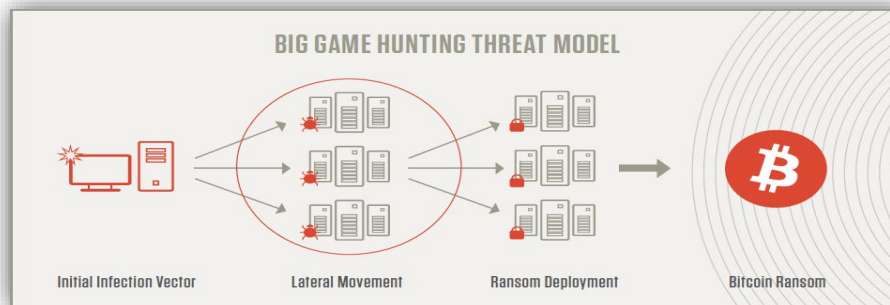 BIG GAME HUNTING THREAT MODEL
Initial Infection Vector
Lateral Movement
Ransom Deployment
Bitcoin Ransom